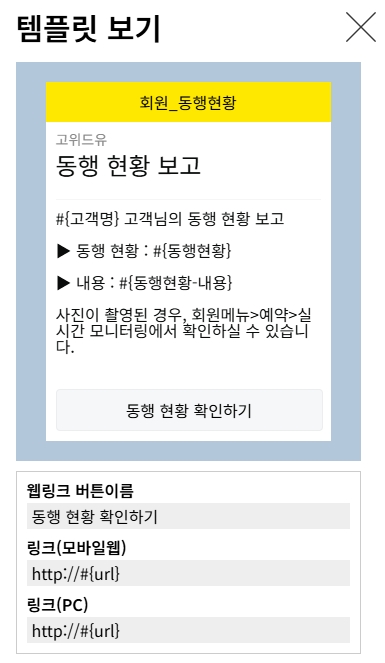 템플릿 보기
회원_동행현황
고위드유
동행 현황 보고
#{고객명} 고객님의 동행 현황 보고
▶ 동행 현황 : #{동행현황}
▶ 내용 : #{동행현황-내용}
사진이 촬영된 경우, 회원메뉴>예약>실
시간 모니터링에서 확인하실 수 있습니
다.
동행 현황 확인하기
웹링크 버튼이름
동행 현황 확인하기
링크(모바일웹)
http://#{url}
링크(PC)
http://#{url}